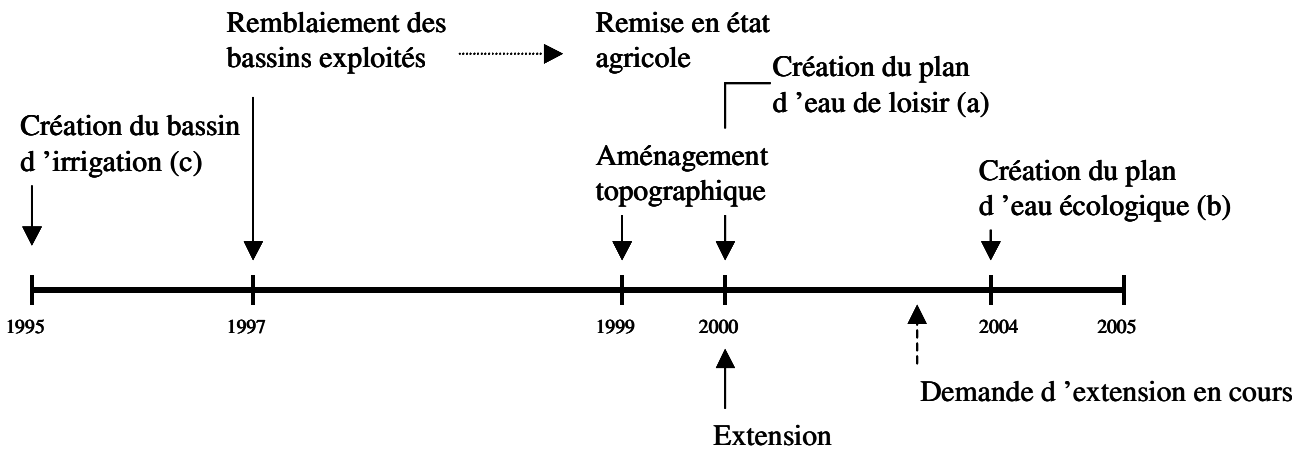 Remblaiement des
bassins exploités
Remise en état
agricole
Création du plan
d ’eau de loisir (a)
Création du bassin
d ’irrigation (c)
Aménagement
topographique
Création du plan
d ’eau écologique (b)
1995
1997
1999
2000
2004
2005
Demande d ’extension en cours
Extension